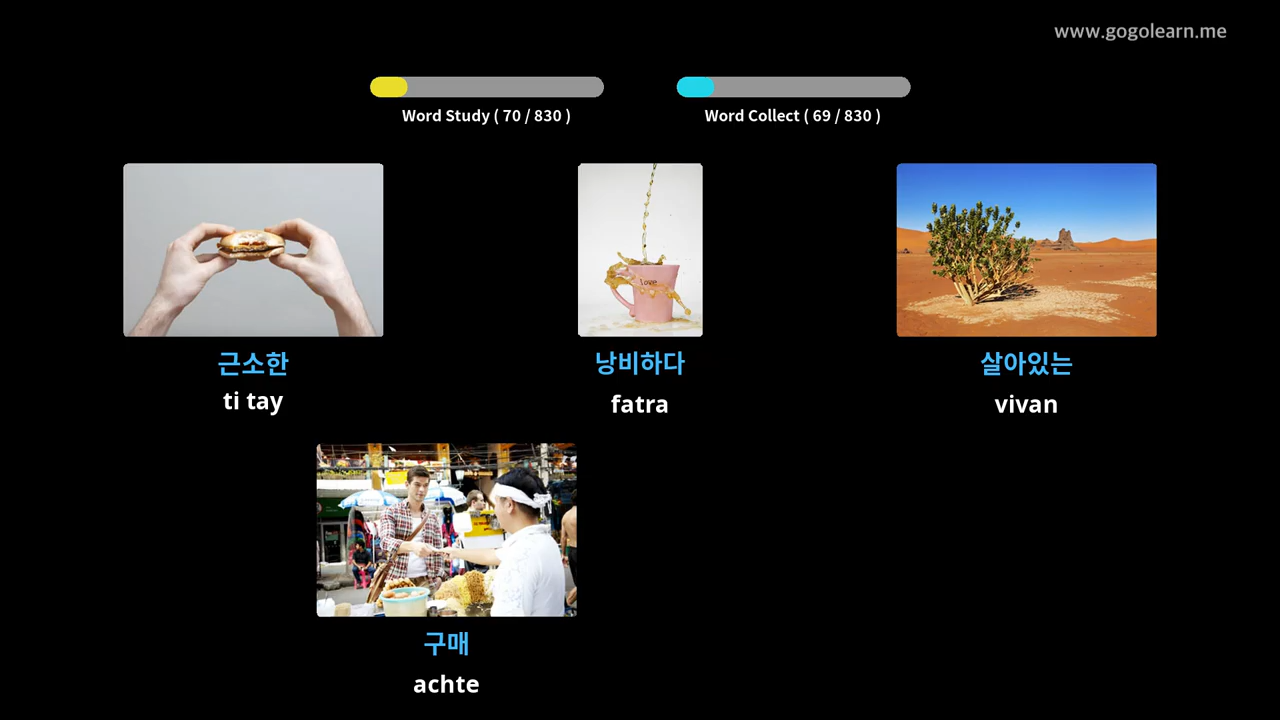 www.gogolearn.me
Word Study ( 70 / 830 )
Word Collect ( 69 / 830 )
근소한
ti tay
낭비하다
fatra
love
살아있는
vivan
구매
achte